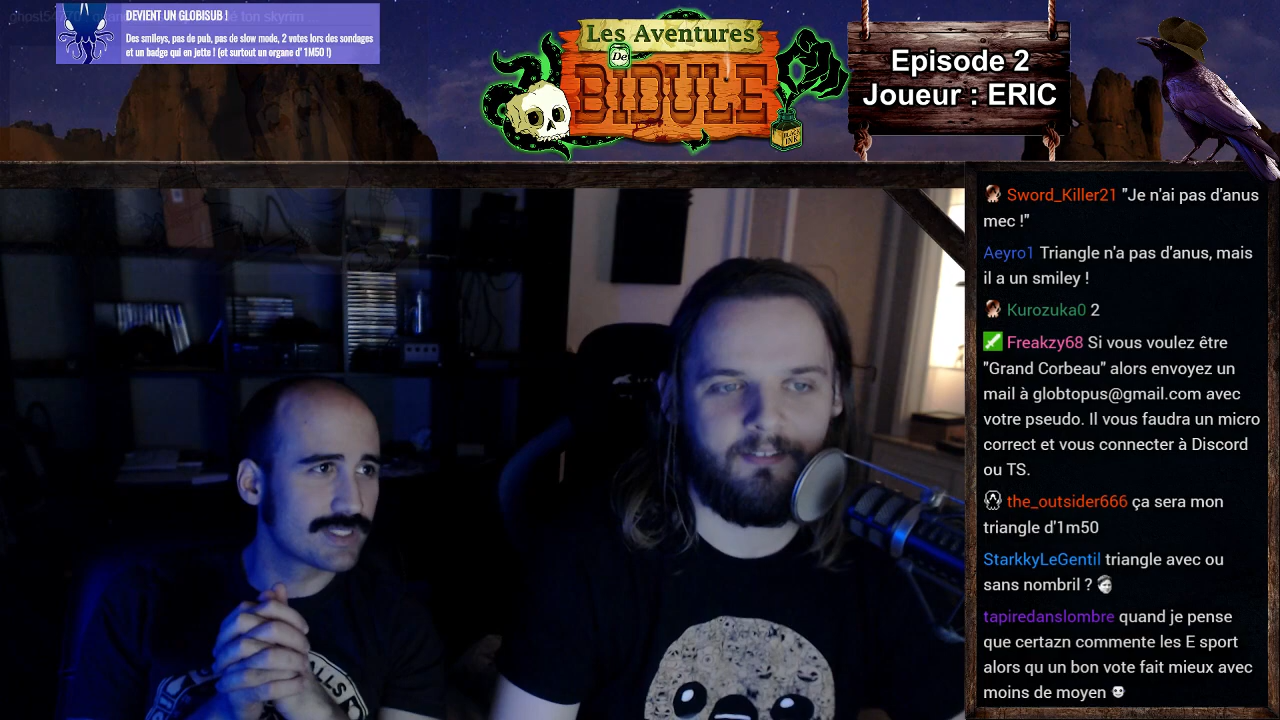 DEVIENT UN GLOBISUB !
Des smileys, pas de pub, pas de slow mode, 2 votes lors des sondages
et un badge qui en jette ! (et surtout un organe d' 1M50 !)
Les Aventures
De
BIDULE
BLACK
INK
Episode 2
Joueur : ERIC
Sword_Killer21 "Je n'ai pas d'anus
mec !"
Aeyro1 Triangle n'a pas d'anus, mais
il a un smiley !
Kurozuka0 2
Freakzy68 Si vous voulez être
"Grand Corbeau" alors envoyez un
mail à globtopus@gmail.com avec
votre pseudo. Il vous faudra un micro
correct et vous connecter à Discord
ou TS.
the_outsider666 ça sera mon
triangle d'1m50
StarkkyLeGentil triangle avec ou
sans nombril ?
tapiredanslombre quand je pense
que certazn commente les E sport
alors qu un bon vote fait mieux avec
moins de moyen